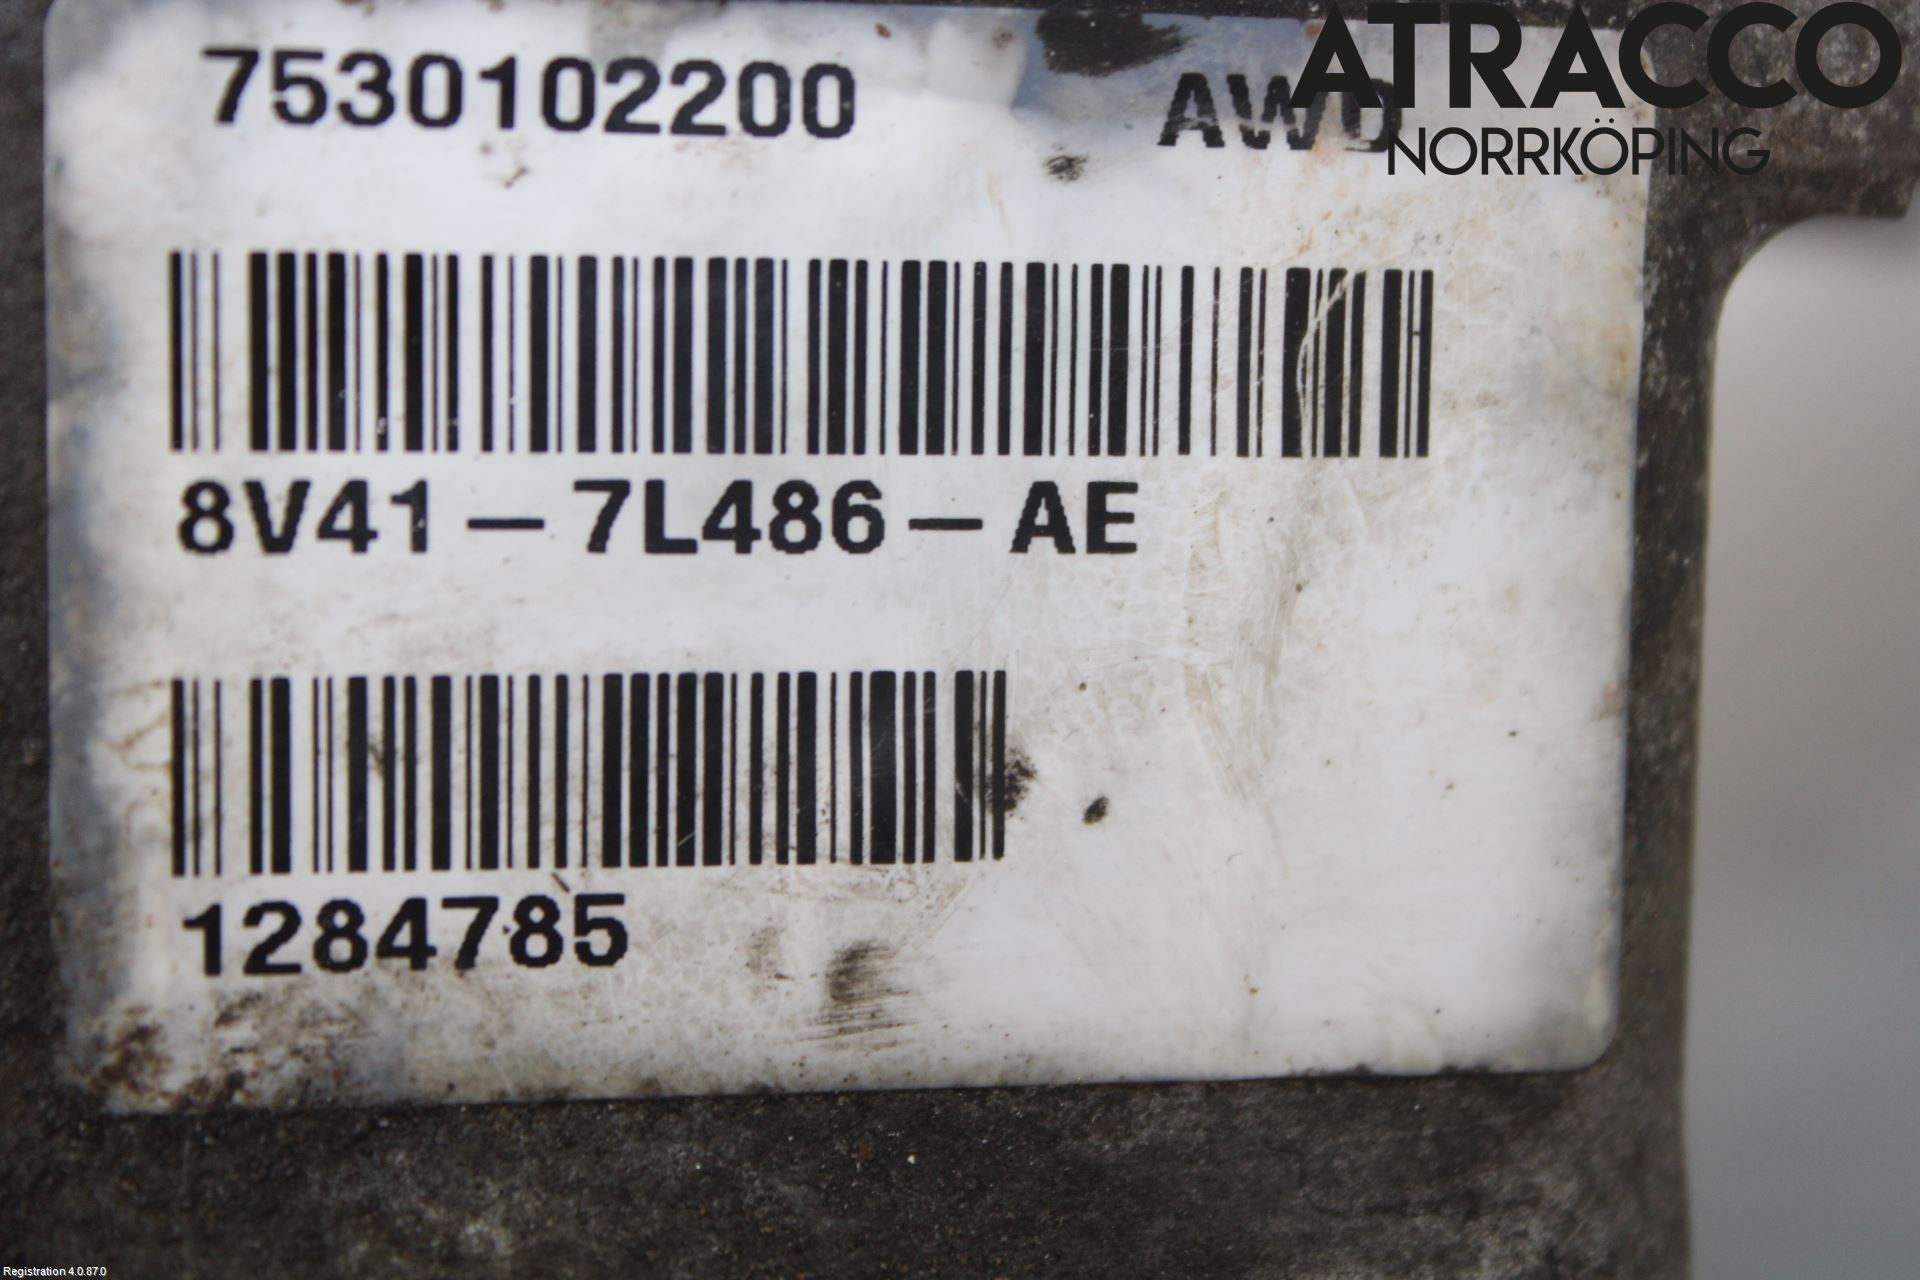 ATRACCO
NORRKÖPING
7530102200 AWD
8V41-7L486-AE
1284785
Registration 4.0.87.0